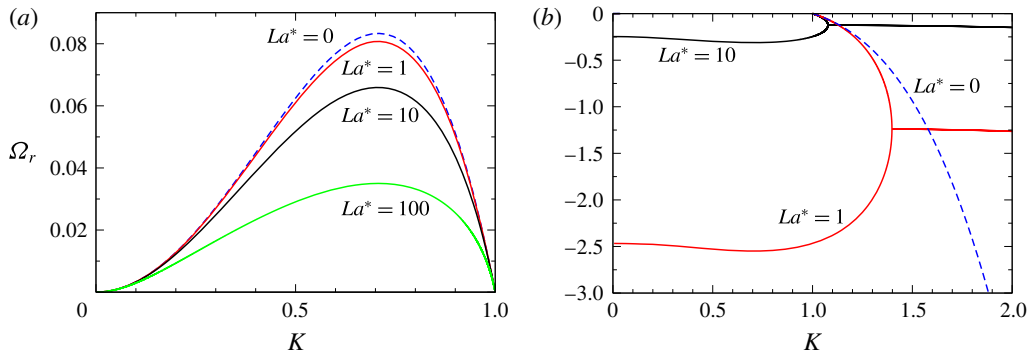 (a)
0.08
0.06
0.04
0.02
Ω_r
La* = 0
La* = 1
La* = 10
La* = 100
0
0.5
1.0
K
(b)
0
−0.5
−1.0
−1.5
−2.0
−2.5
−3.0
La* = 10
La* = 0
La* = 1
0
0.5
1.0
1.5
2.0
K